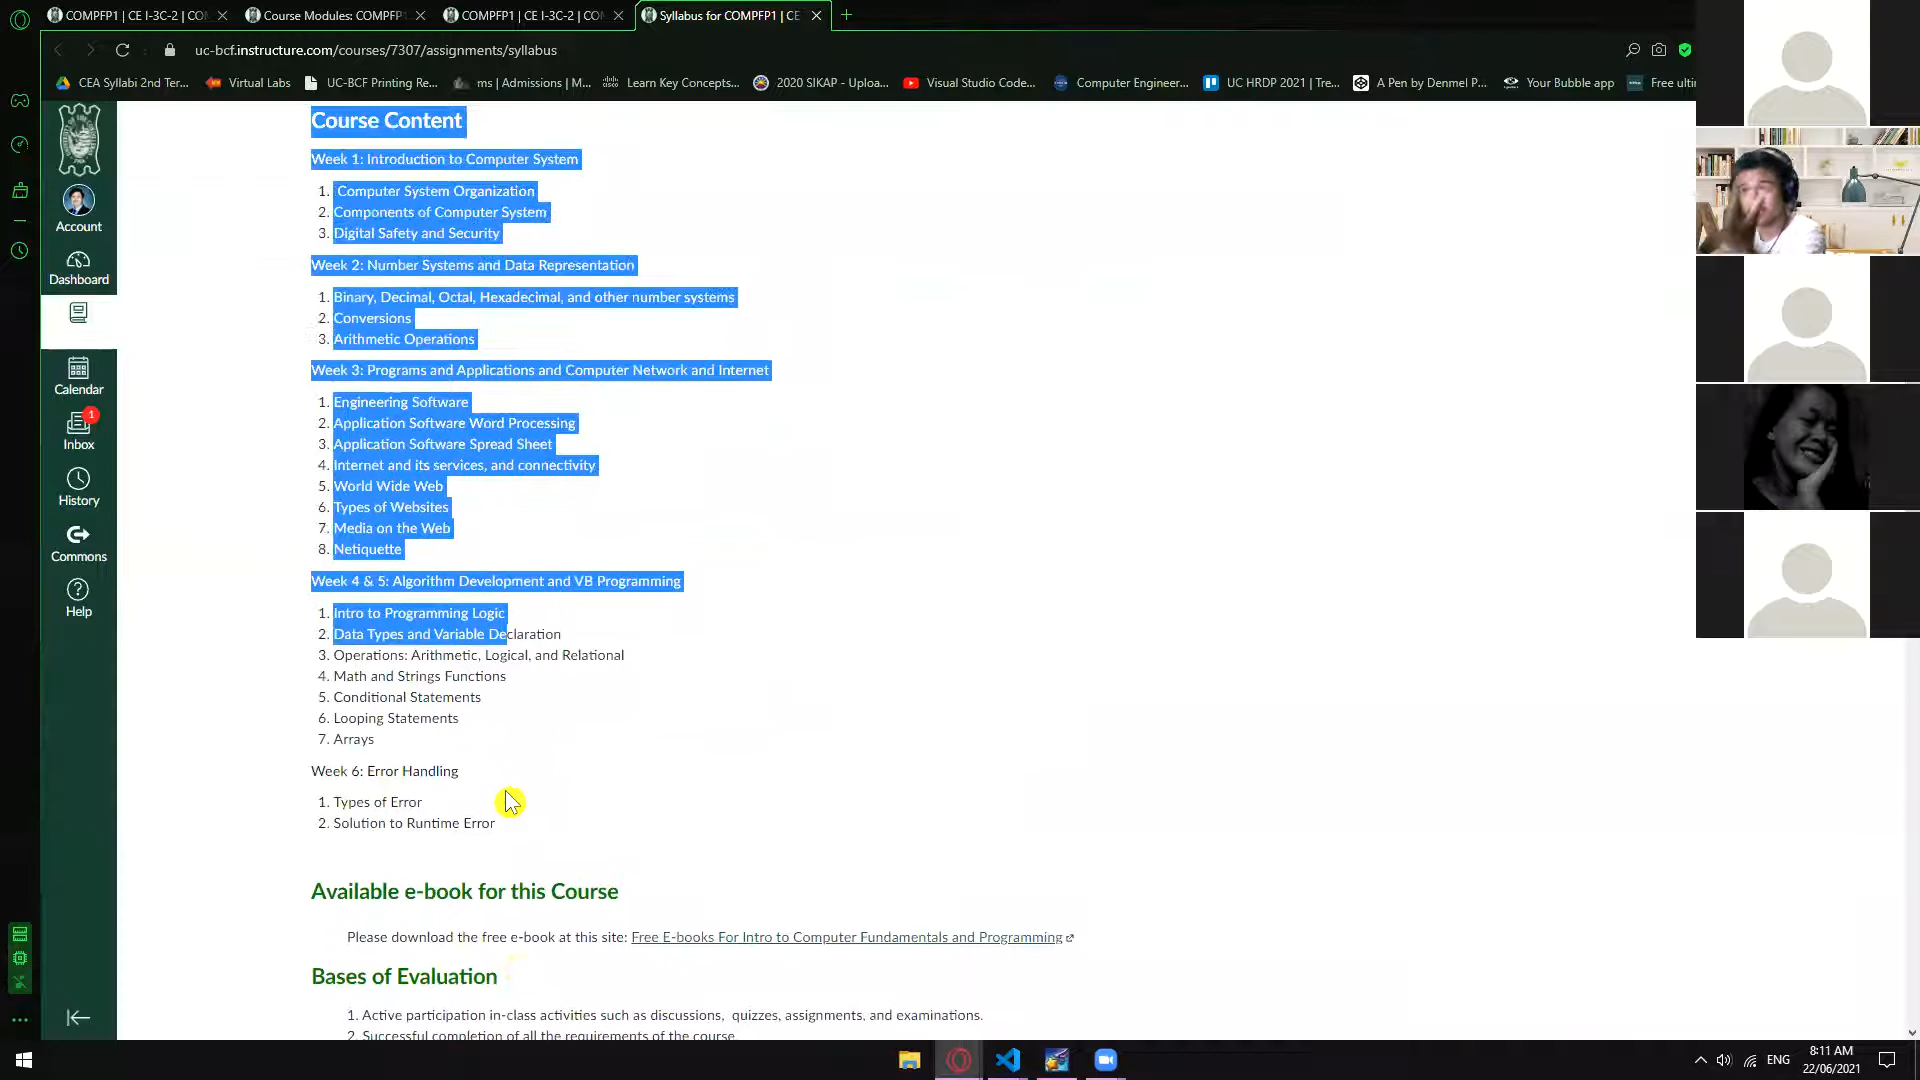 COMPFP1 | CE I-3C-2 | CO
Course Modules: COMPFP
COMPFP1 | CE I-3C-2 | CO
Syllabus for COMPFP1 | CE
uc-bcf.instructure.com/courses/7307/assignments/syllabus
CEA Syllabi 2nd Ter...
Virtual Labs
UC-BCF Printing Re...
ms | Admissions | M...
Learn Key Concepts...
2020 SIKAP - Uploa...
Visual Studio Code...
Computer Engineer...
UC HRDP 2021 | Tre...
A Pen by Denmel P...
Your Bubble app
Free ulti
Account
Dashboard
Calendar
1
Inbox
History
Commons
Help
Course Content
Week 1: Introduction to Computer System
1. Computer System Organization
2. Components of Computer System
3. Digital Safety and Security
Week 2: Number Systems and Data Representation
1. Binary, Decimal, Octal, Hexadecimal, and other number systems
2. Conversions
3. Arithmetic Operations
Week 3: Programs and Applications and Computer Network and Internet
1. Engineering Software
2. Application Software Word Processing
3. Application Software Spread Sheet
4. Internet and its services, and connectivity
5. World Wide Web
6. Types of Websites
7. Media on the Web
8. Netiquette
Week 4 & 5: Algorithm Development and VB Programming
1. Intro to Programming Logic
2. Data Types and Variable Declaration
3. Operations: Arithmetic, Logical, and Relational
4. Math and Strings Functions
5. Conditional Statements
6. Looping Statements
7. Arrays
Week 6: Error Handling
1. Types of Error
2. Solution to Runtime Error
Available e-book for this Course
Please download the free e-book at this site: Free E-books For Intro to Computer Fundamentals and Programming
Bases of Evaluation
1. Active participation in-class activities such as discussions, quizzes, assignments, and examinations.
2. Successful completion of all the requirements of the course.
ENG
8:11 AM
22/06/2021